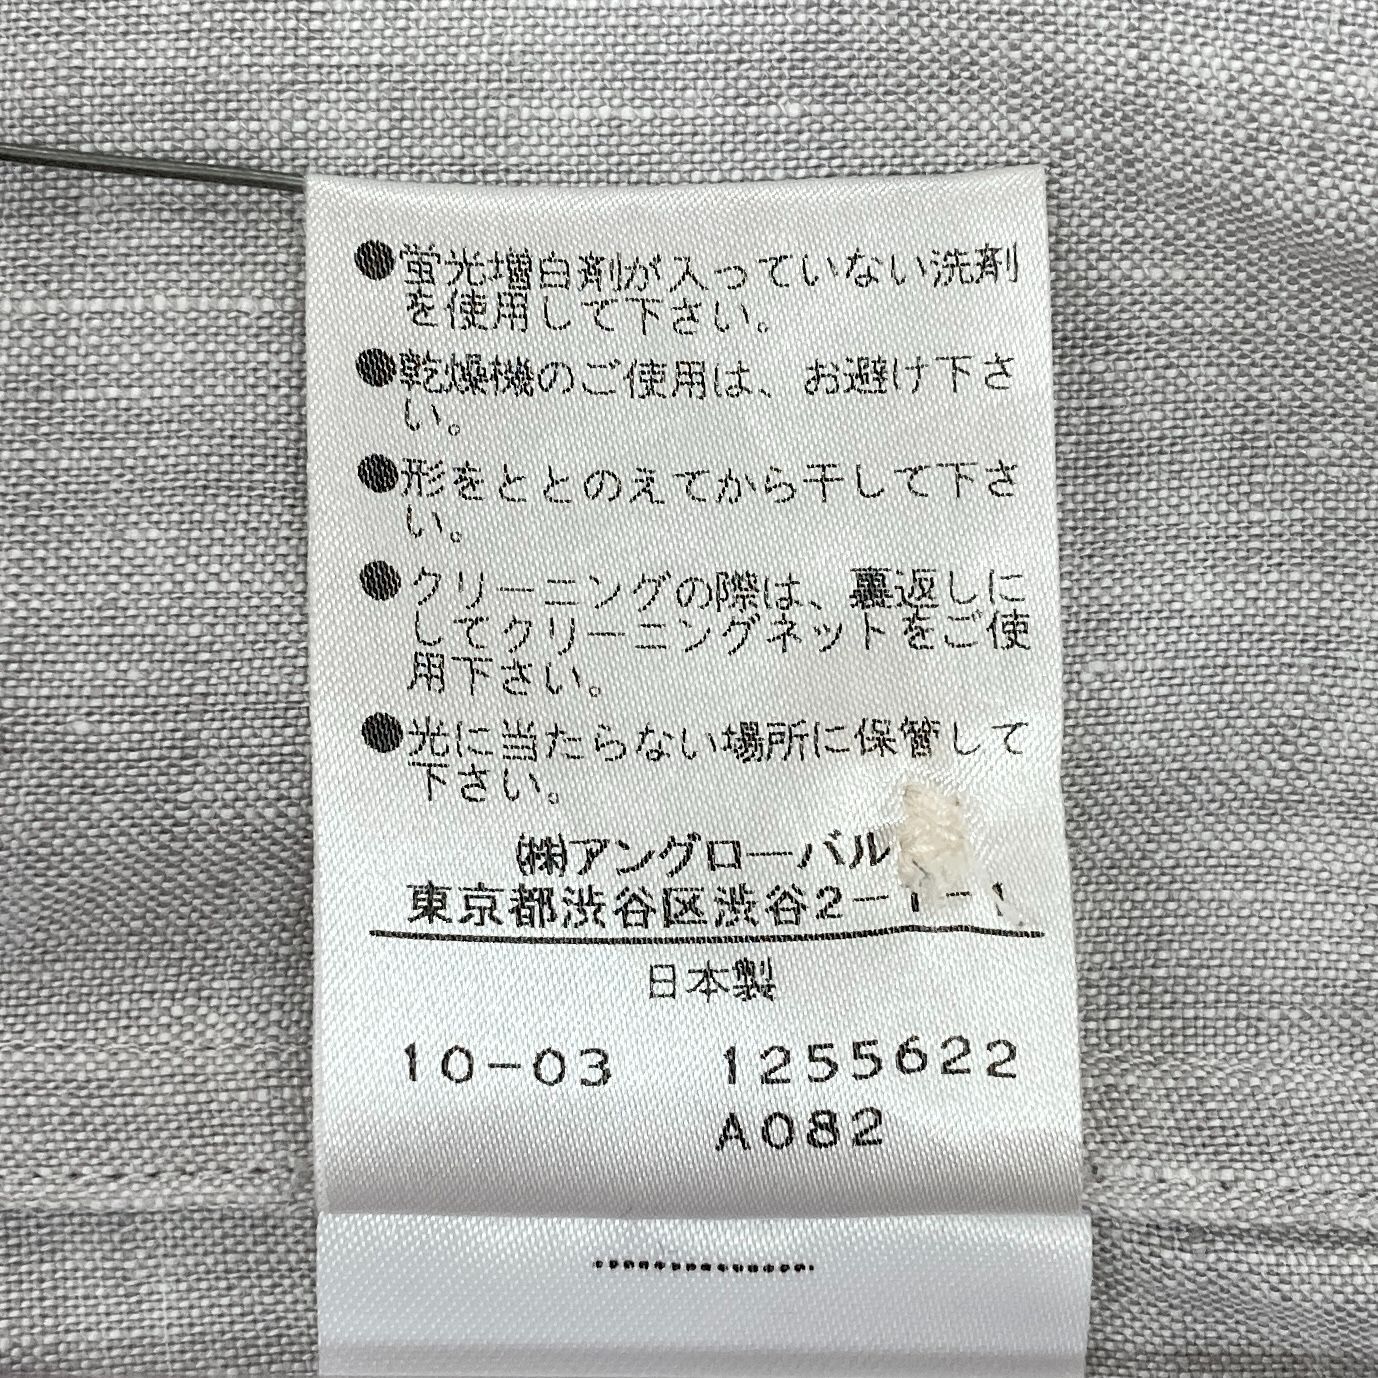 ●蛍光増白剤が入っていない洗剤
を使用して下さい。
●乾燥機のご使用は、お避け下さ
い。
●形をととのえてから干して下さ
い。
●クリーニングの際は、裏返しに
してクリーニングネットをご使
用下さい。
●光に当たらない場所に保管して
下さい。
(株)アングローバル
東京都渋谷区渋谷2-1-1
日本製
10-03 1255622
A082